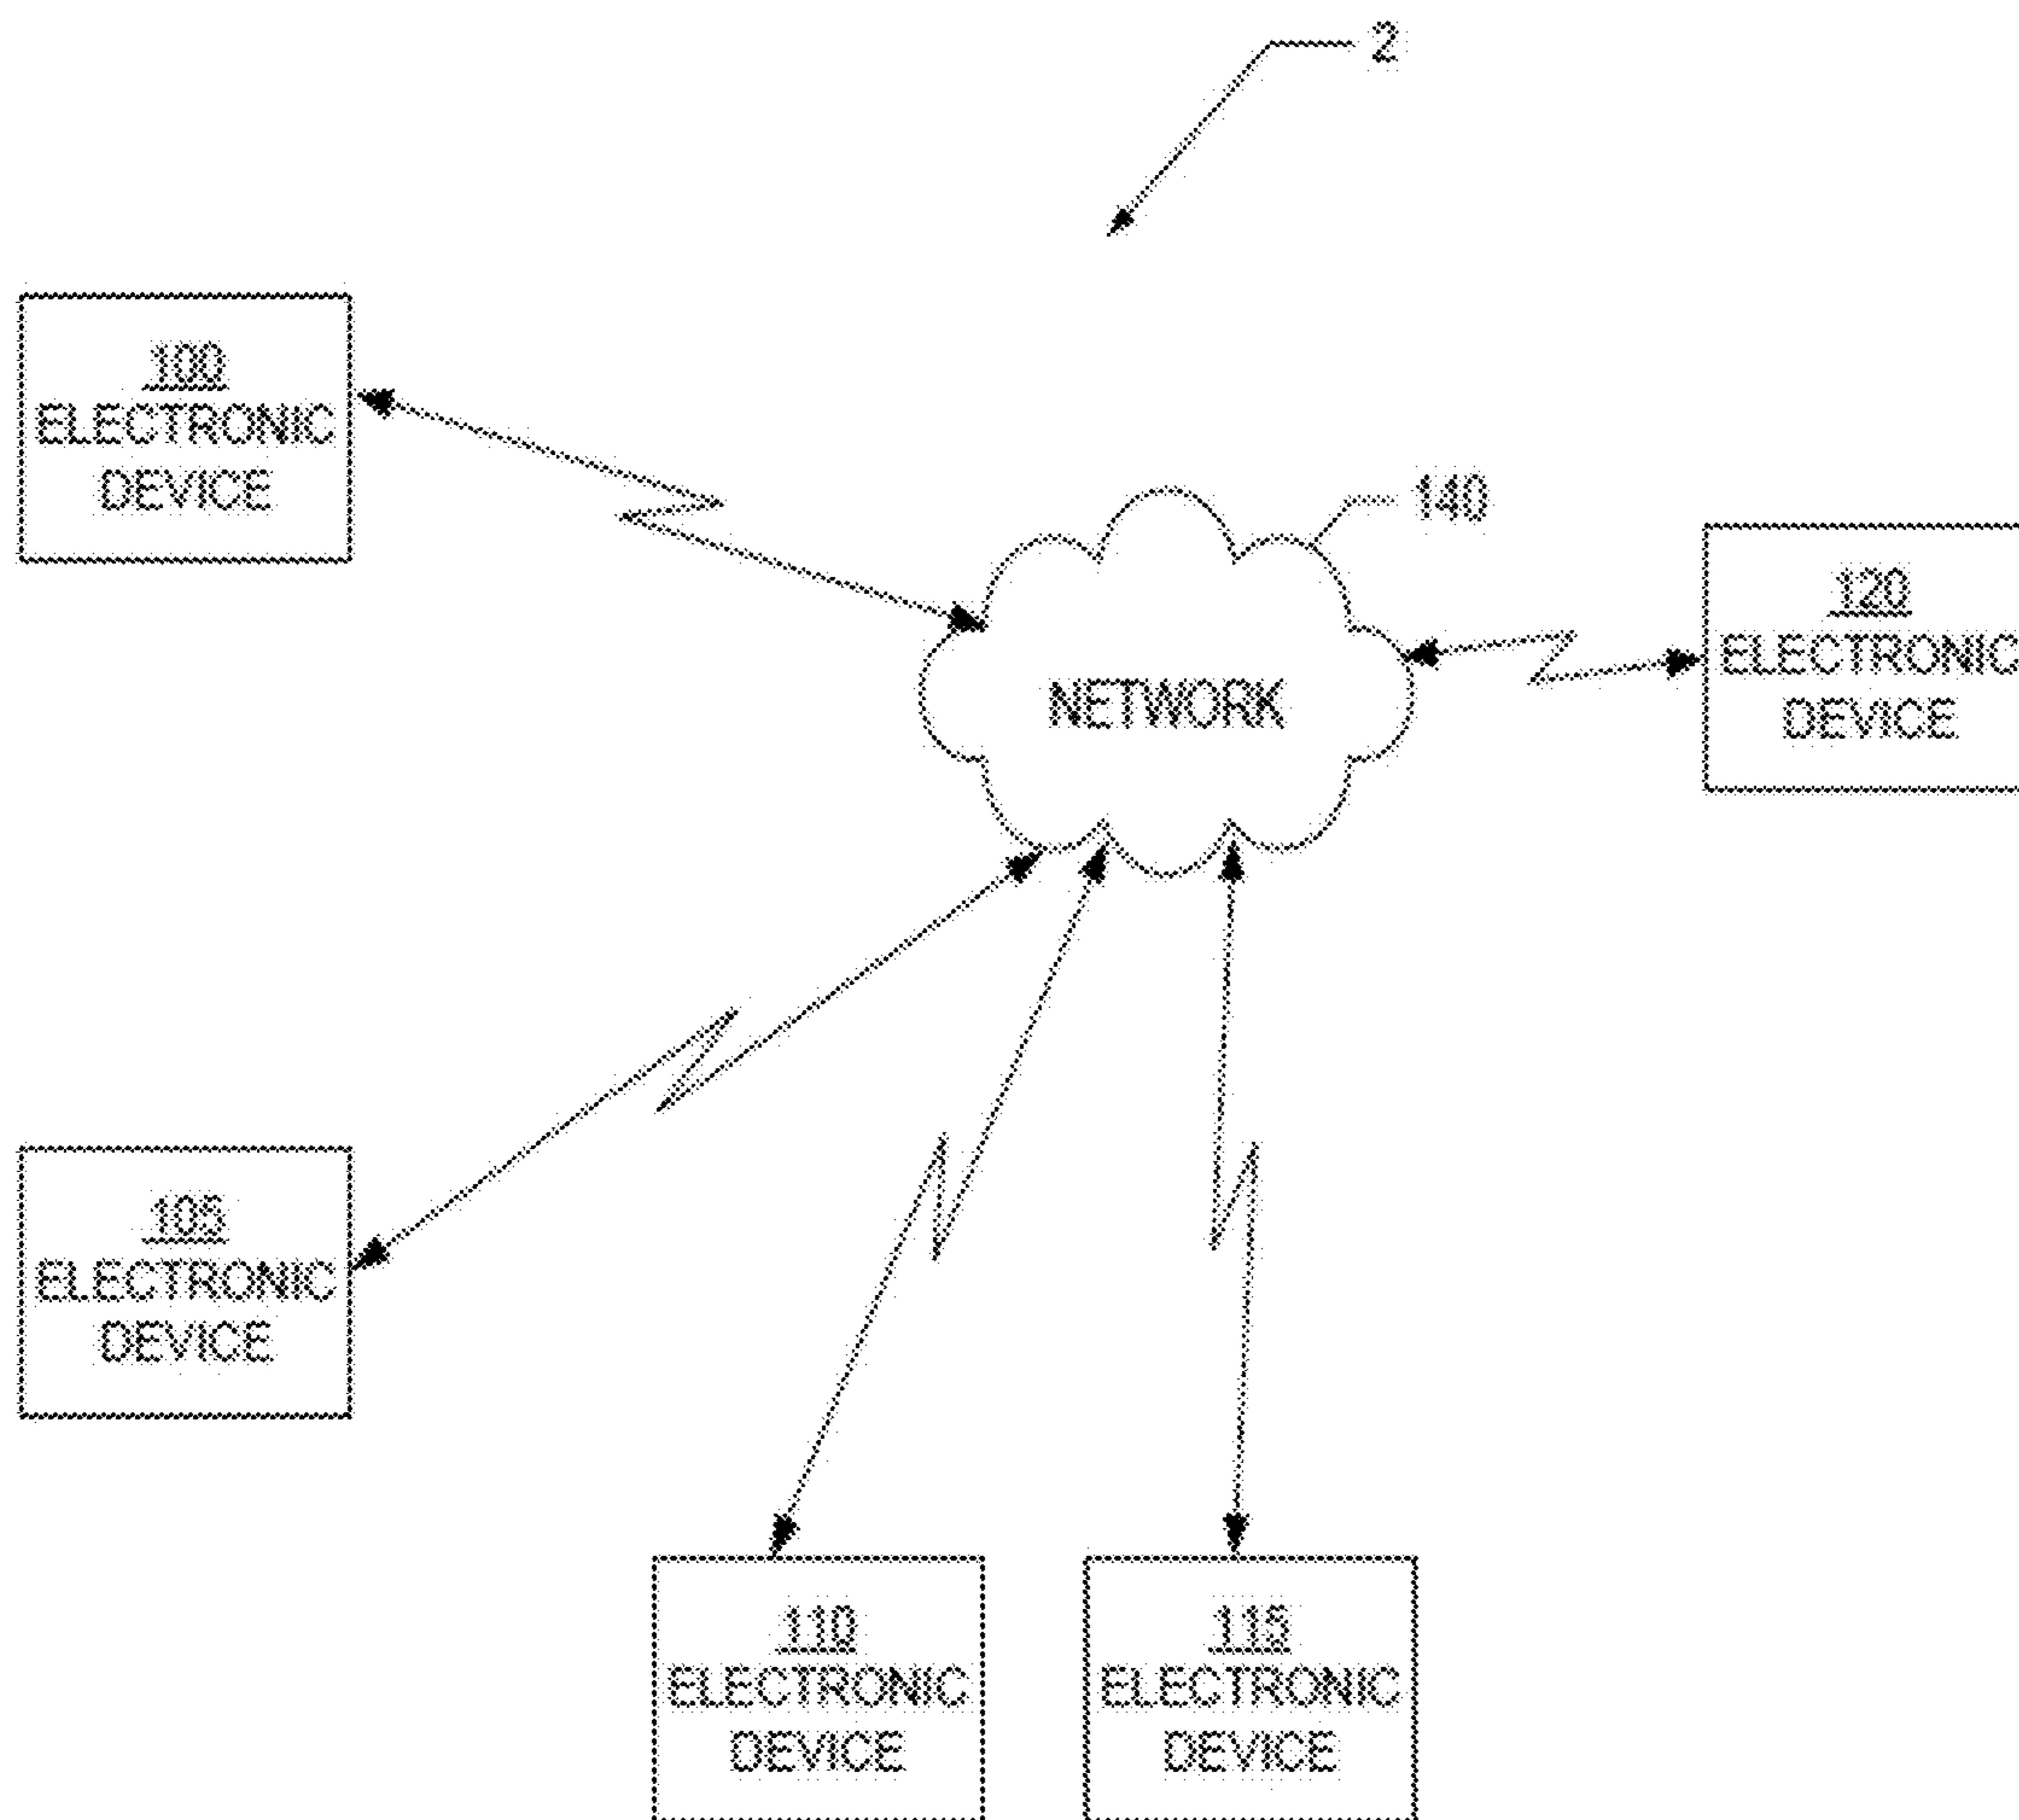 2
100
ELECTRONIC
DEVICE
140
120
ELECTRONIC
DEVICE
NETWORK
105
ELECTRONIC
DEVICE
110
ELECTRONIC
DEVICE
115
ELECTRONIC
DEVICE